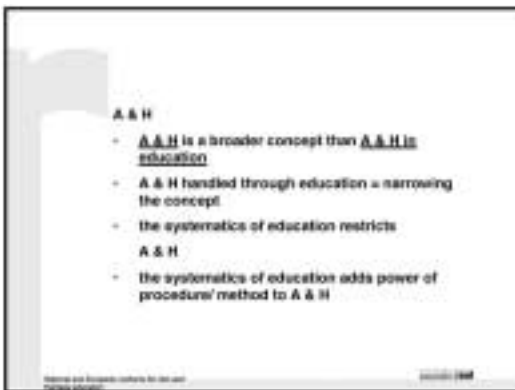 A & H
- A & H is a broader concept than A & H in
education
- A & H handled through education = narrowing
the concept
- the systematics of education restricts
A & H
- the systematics of education adds power of
procedure/ method to A & H